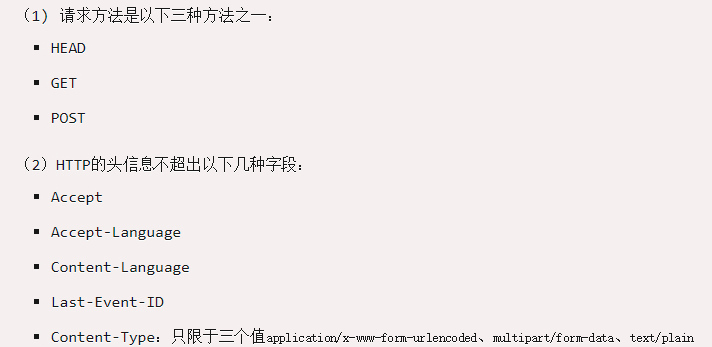 （1) 请求方法是以下三种方法之一：
▪ HEAD
▪ GET
▪ POST
（2）HTTP的头信息不超出以下几种字段：
▪ Accept
▪ Accept-Language
▪ Content-Language
▪ Last-Event-ID
▪ Content-Type：只限于三个值application/x-www-form-urlencoded、multipart/form-data、text/plain